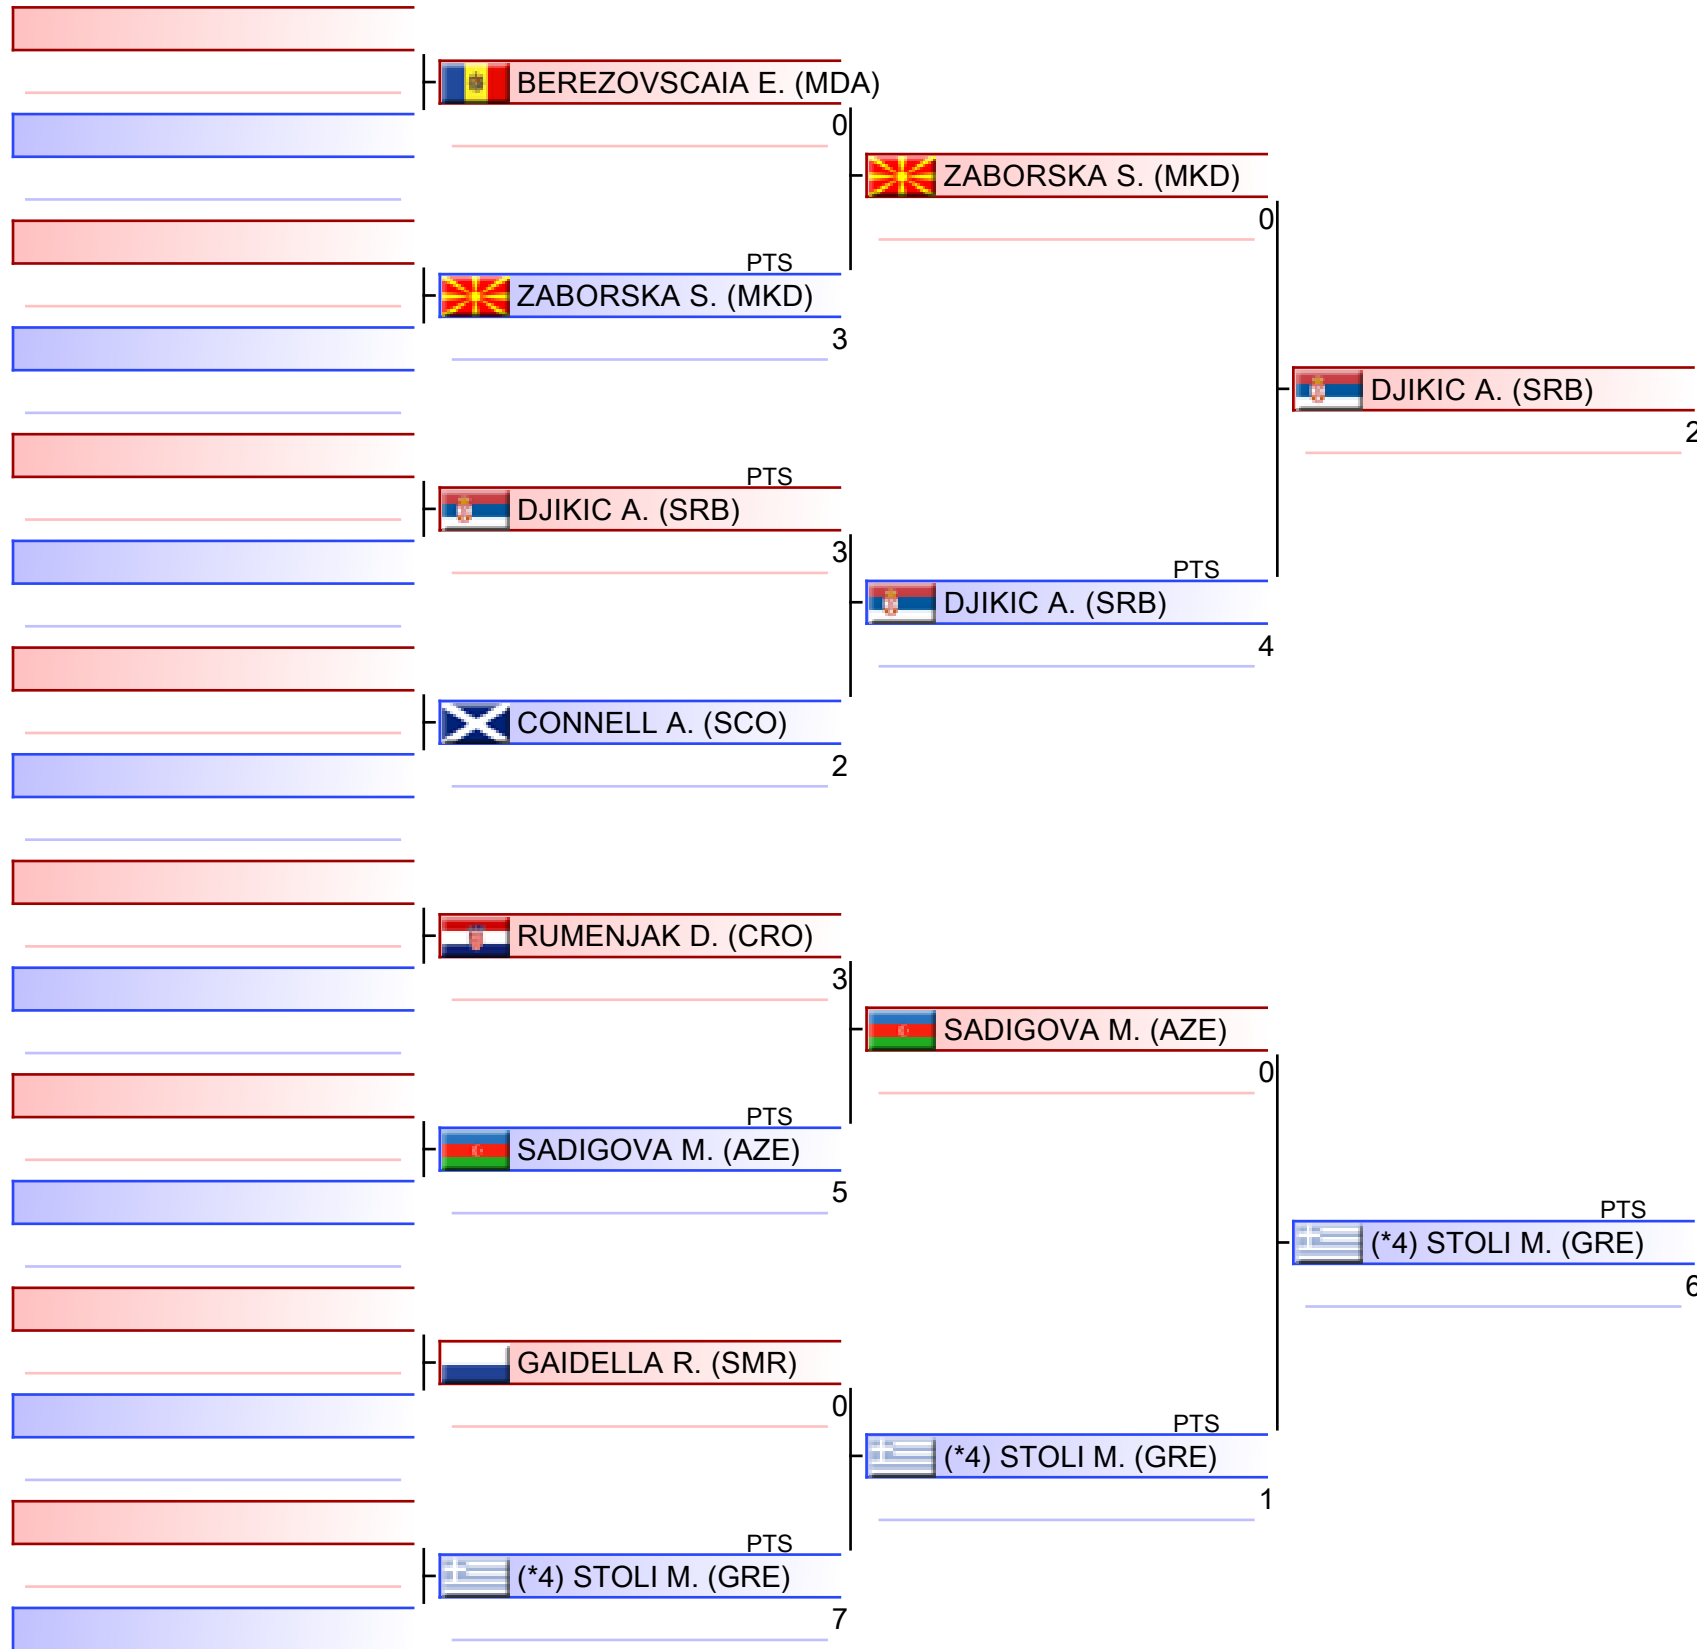 BEREZOVSCAIA E. (MDA)
0
PTS
ZABORSKA S. (MKD)
3
PTS
DJIKIC A. (SRB)
3
CONNELL A. (SCO)
2
RUMENJAK D. (CRO)
3
PTS
SADIGOVA M. (AZE)
5
GAIDELLA R. (SMR)
0
PTS
(*4) STOLI M. (GRE)
7
ZABORSKA S. (MKD)
0
PTS
DJIKIC A. (SRB)
4
SADIGOVA M. (AZE)
0
PTS
(*4) STOLI M. (GRE)
1
DJIKIC A. (SRB)
2
PTS
(*4) STOLI M. (GRE)
6